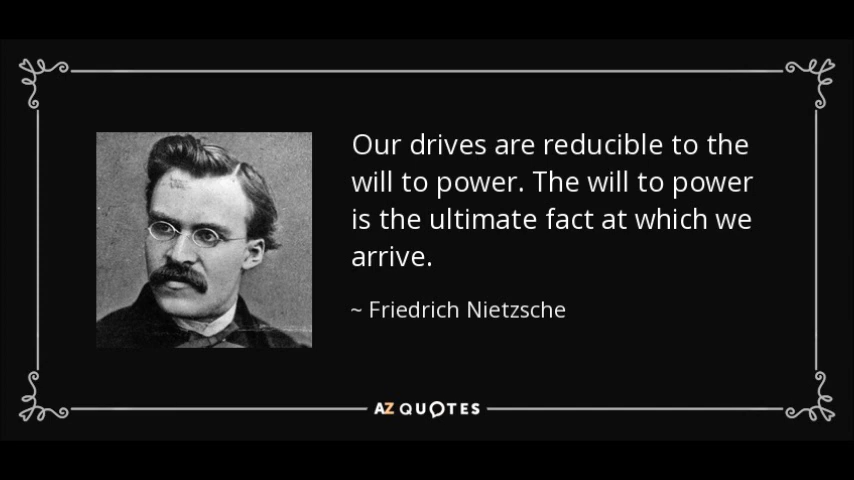 Our drives are reducible to the
will to power. The will to power
is the ultimate fact at which we
arrive.
~ Friedrich Nietzsche
AZ QUOTES